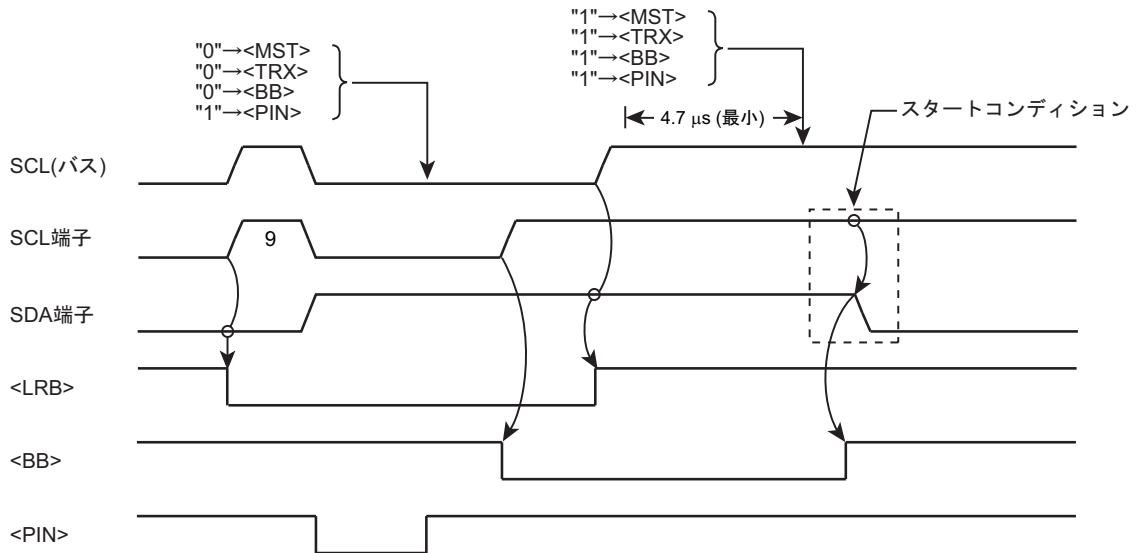 "0"→<MST>
"0"→<TRX>
"0"→<BB>
"1"→<PIN>
"1"→<MST>
"1"→<TRX>
"1"→<BB>
"1"→<PIN>
4.7 μs (最小)
スタートコンディション
SCL(バス)
SCL端子
9
SDA端子
<LRB>
<BB>
<PIN>